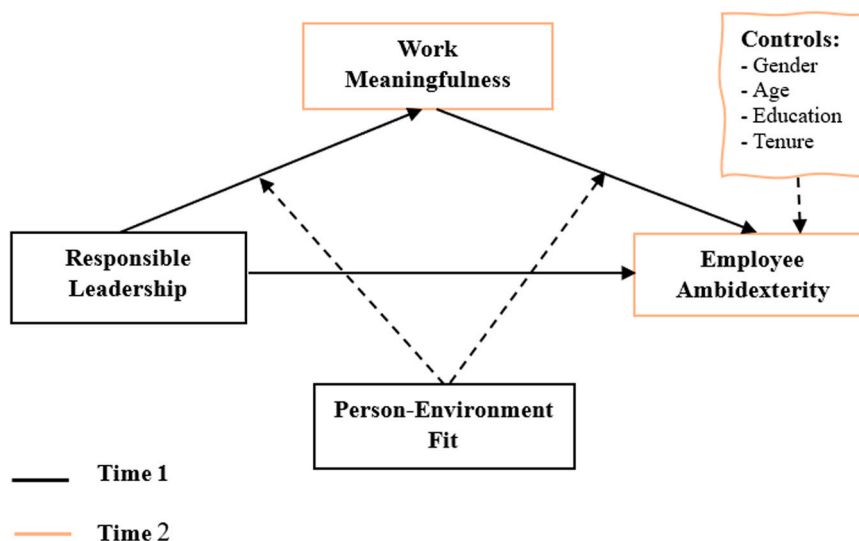 Work
Meaningfulness
Controls:
- Gender
- Age
- Education
- Tenure
Responsible
Leadership
Employee
Ambidexterity
Person-Environment
Fit
Time 1
Time 2